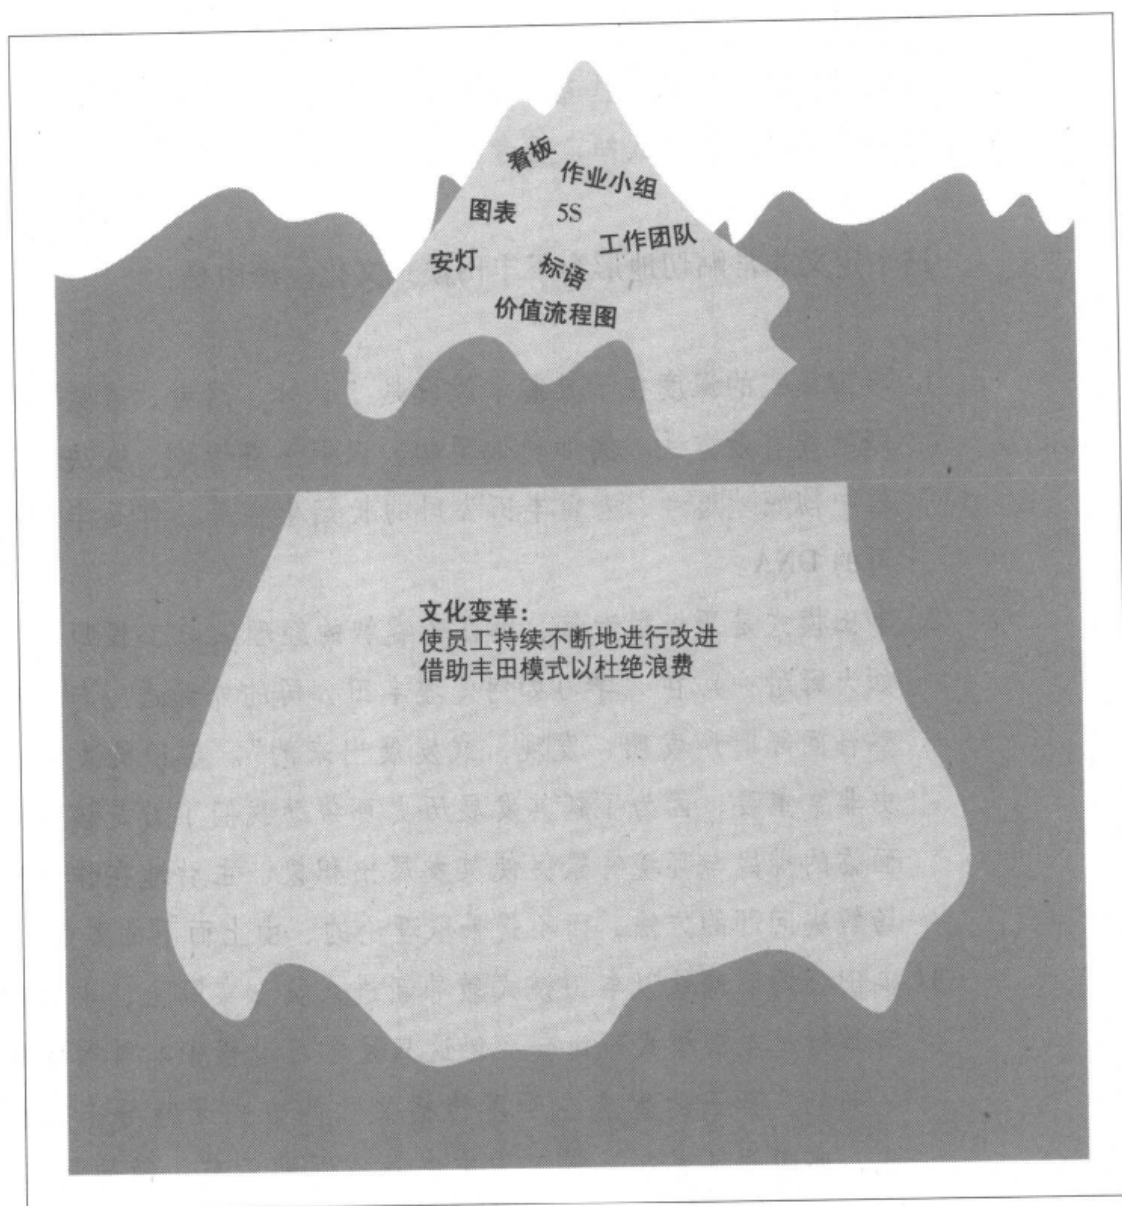 看板
作业小组
图表
5S
工作团队
安灯
标语
价值流程图
文化变革：
使员工持续不断地进行改进
借助丰田模式以杜绝浪费